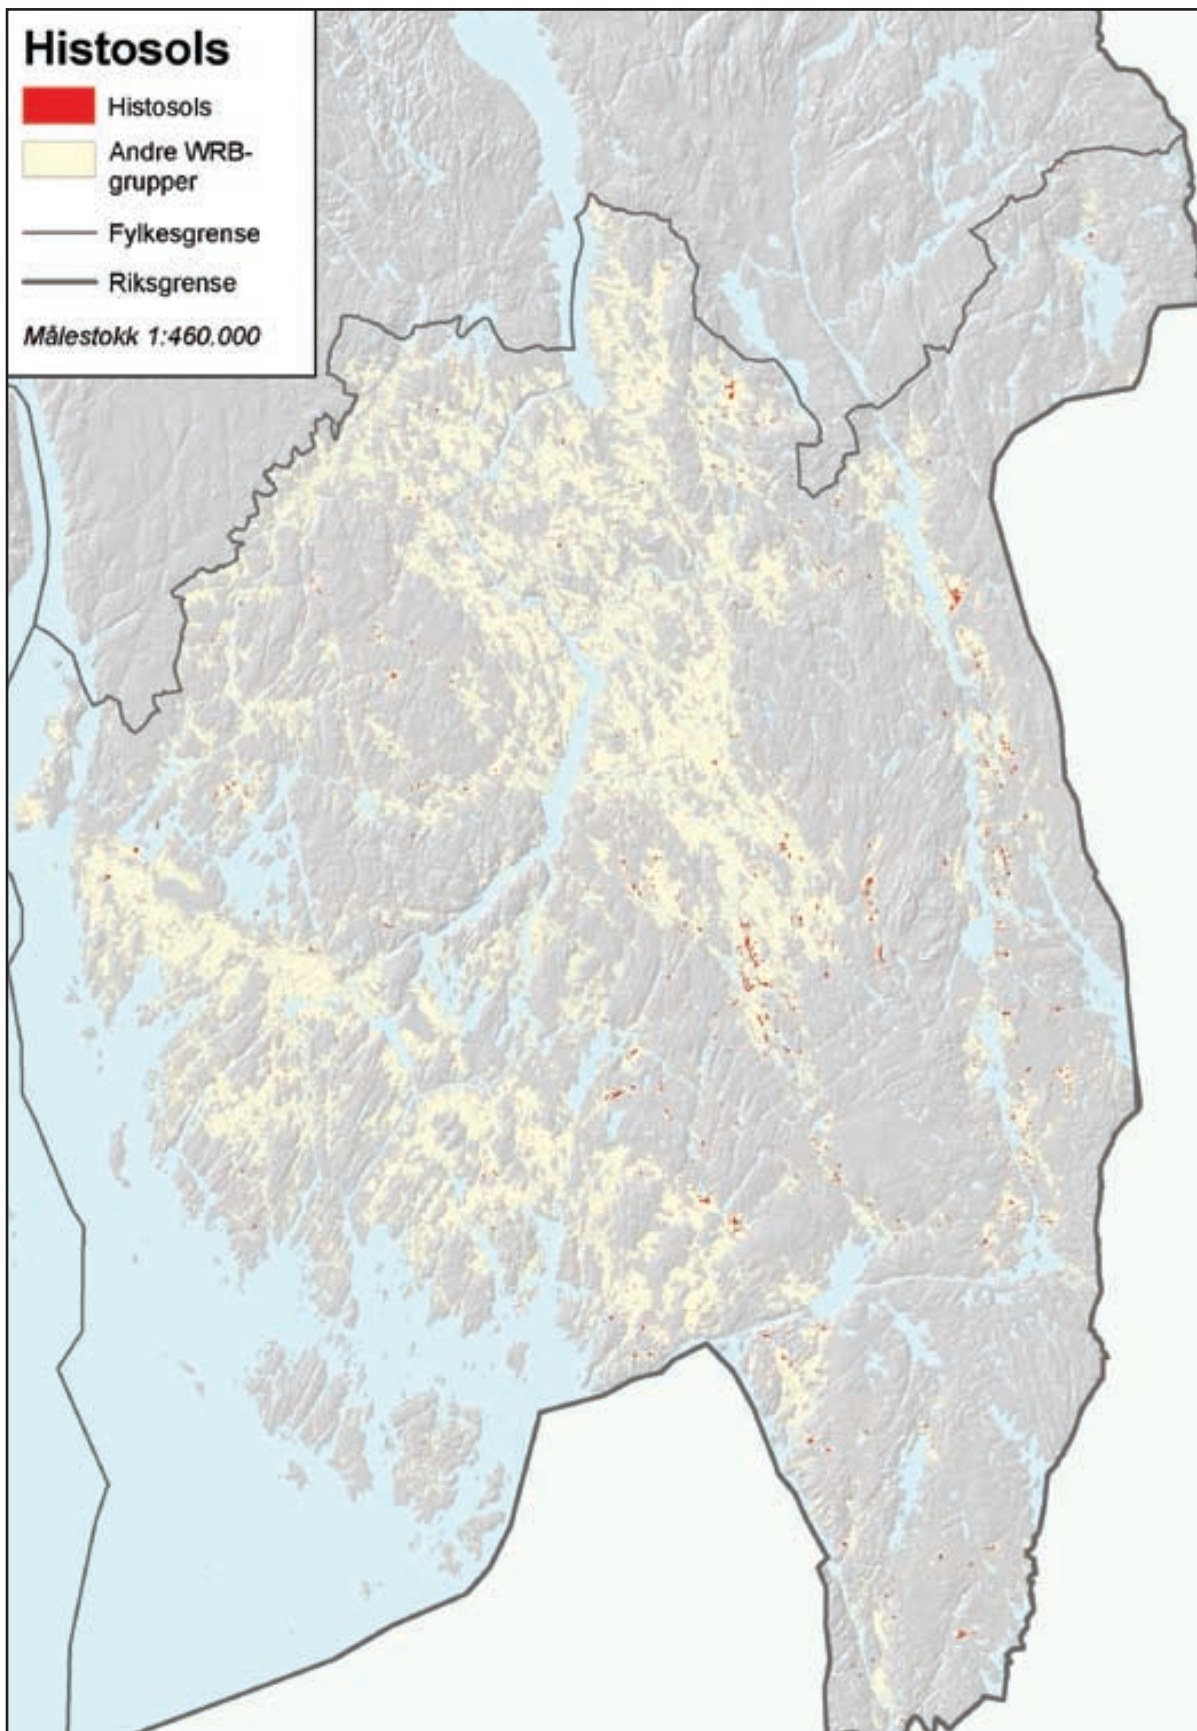 Histosols
Histosols
Andre WRB-
grupper
Fylkesgrense
Riksgrense
Målestokk 1:460.000